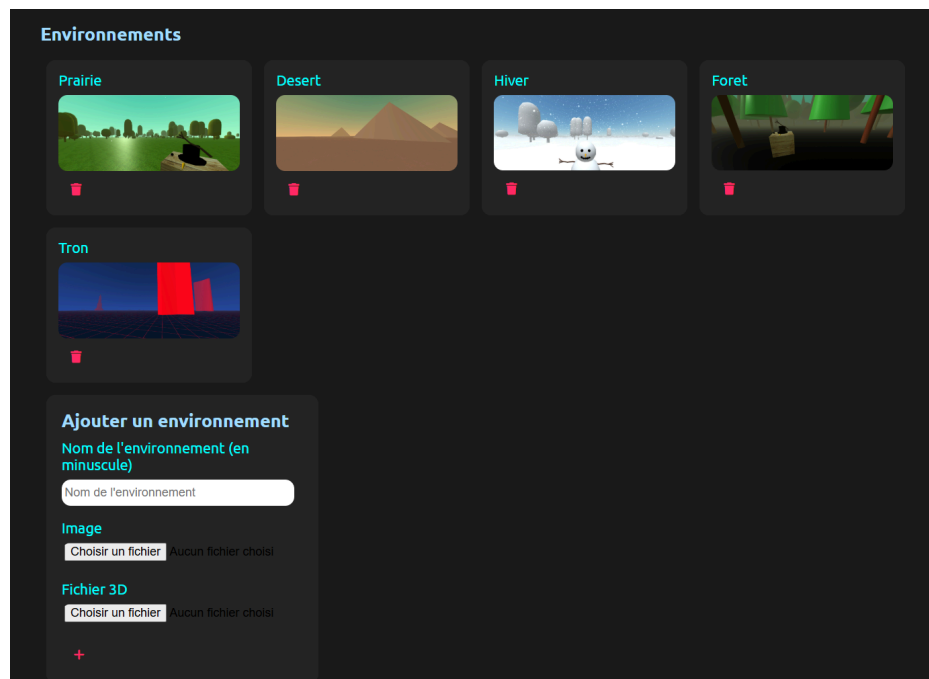 Environnements
Prairie
Desert
Hiver
Foret
Tron
Ajouter un environnement
Nom de l'environnement (en
minuscule)
Nom de l'environnement
Image
Choisir un fichier Aucun fichier choisi
Fichier 3D
Choisir un fichier Aucun fichier choisi
+